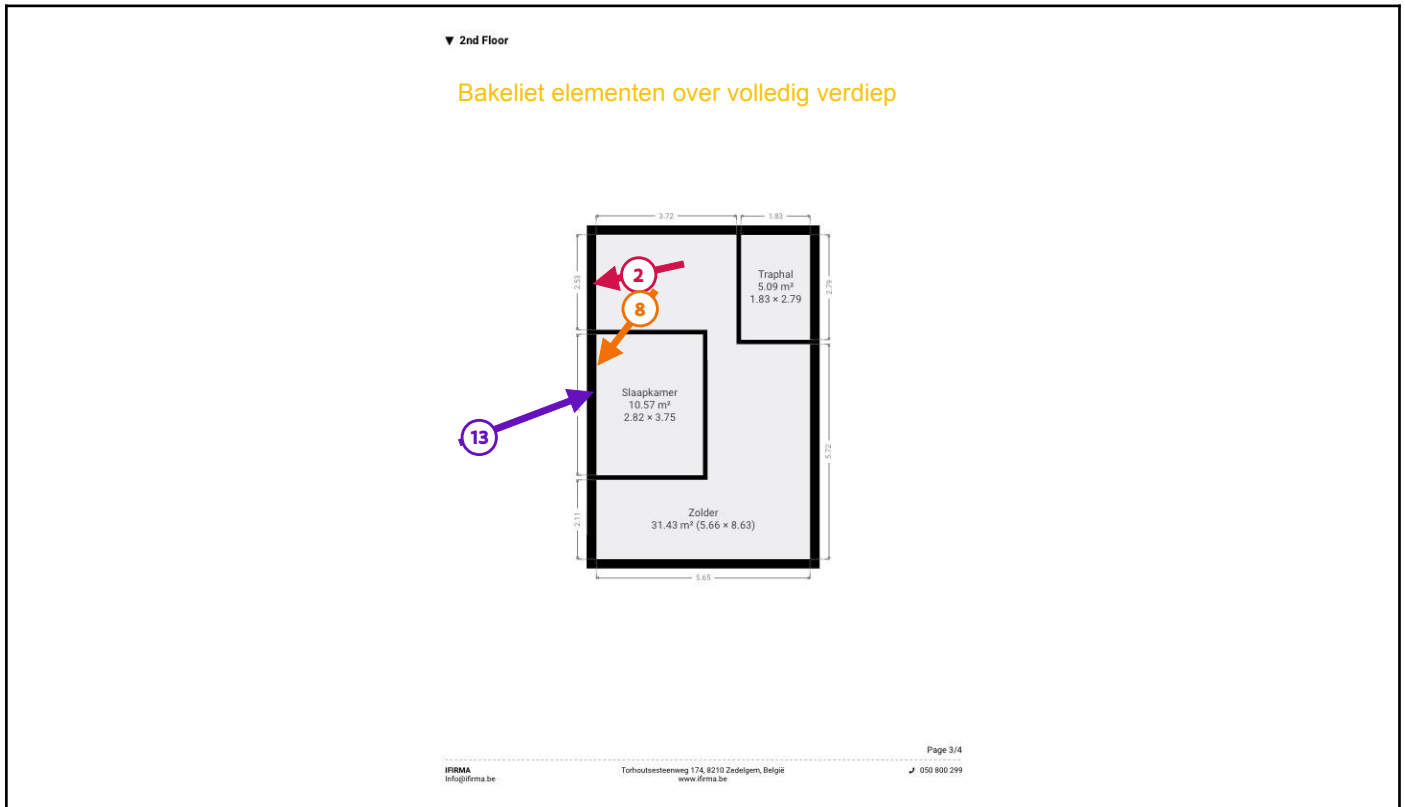 ▼ 2nd Floor
Bakeliet elementen over volledig verdiep
3.72
1.83
2.53
2
8
Traphal
5.09 m²
1.83 × 2.79
2.79
Slaapkamer
10.57 m²
2.82 × 3.75
13
5.72
2.11
Zolder
31.43 m² (5.66 × 8.63)
5.65
Page 3/4
IFIRMA
Info@ifirma.be
Torhoutsesteenweg 174, 8210 Zedelgem, België
www.ifirma.be
050 800 299